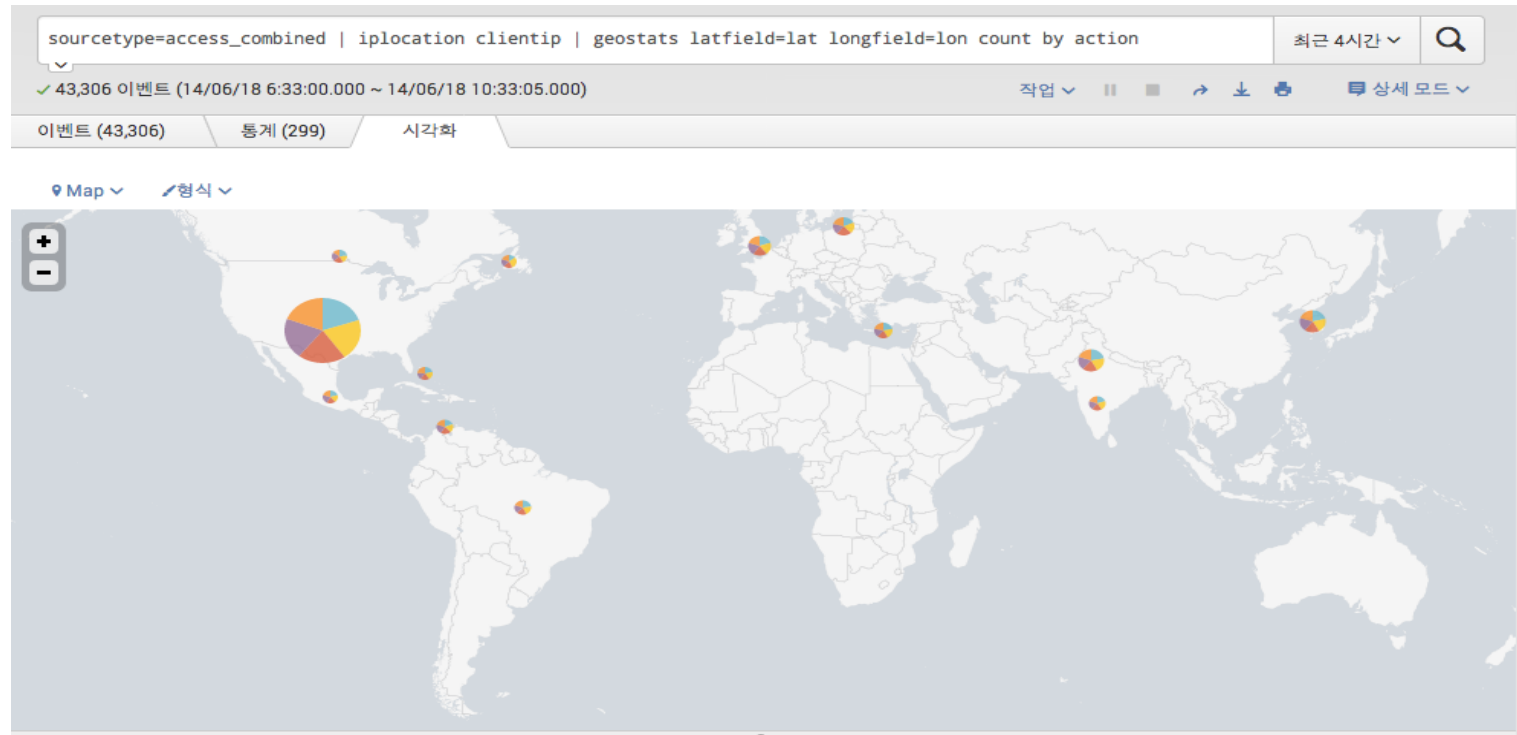 sourcetype=access_combined | iplocation clientip | geostats latfield=lat longfield=lon count by action
최근 4시간
43,306 이벤트 (14/06/18 6:33:00.000 ~ 14/06/18 10:33:05.000)
작업
상세 모드
이벤트 (43,306)
통계 (299)
시각화
Map
형식
+
−